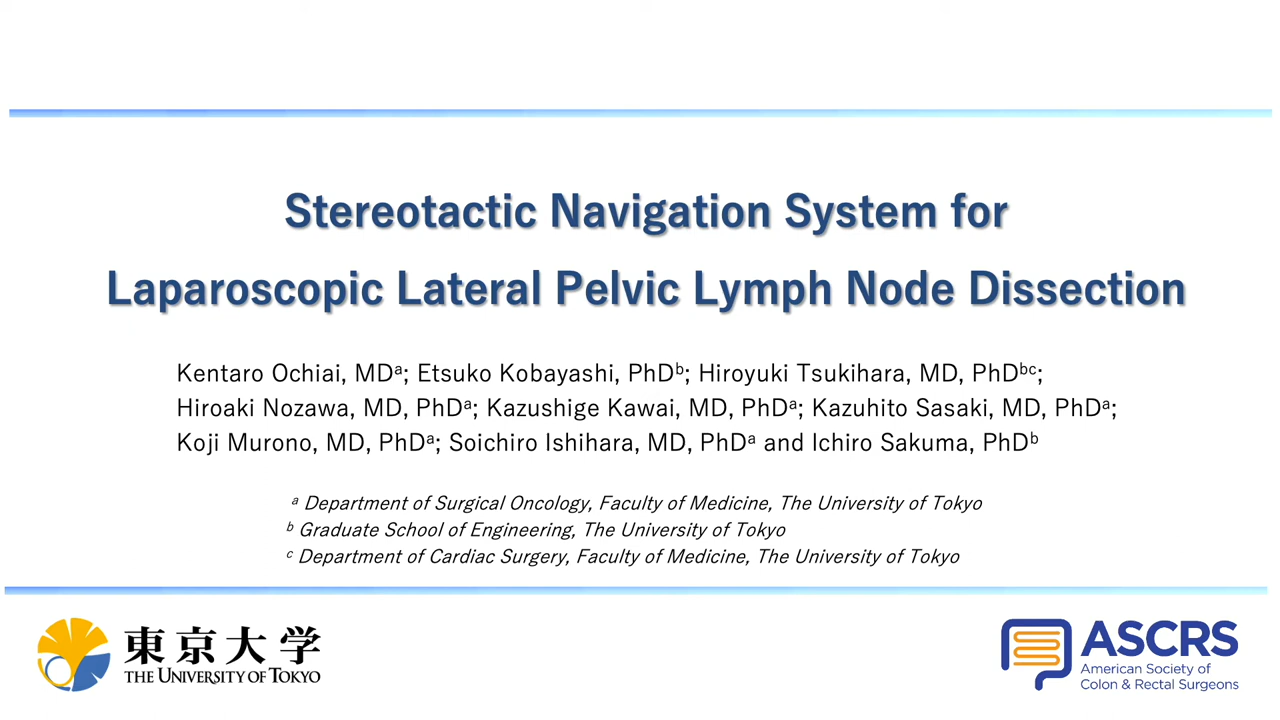 Stereotactic Navigation System for
Laparoscopic Lateral Pelvic Lymph Node Dissection
Kentaro Ochiai, MDᵃ; Etsuko Kobayashi, PhDᵇ; Hiroyuki Tsukihara, MD, PhDᵇᶜ;
Hiroaki Nozawa, MD, PhDᵃ; Kazushige Kawai, MD, PhDᵃ; Kazuhito Sasaki, MD, PhDᵃ;
Koji Murono, MD, PhDᵃ; Soichiro Ishihara, MD, PhDᵃ and Ichiro Sakuma, PhDᵇ
ᵃ Department of Surgical Oncology, Faculty of Medicine, The University of Tokyo
ᵇ Graduate School of Engineering, The University of Tokyo
ᶜ Department of Cardiac Surgery, Faculty of Medicine, The University of Tokyo
東京大学
THE UNIVERSITY OF TOKYO
ASCRS
American Society of
Colon & Rectal Surgeons